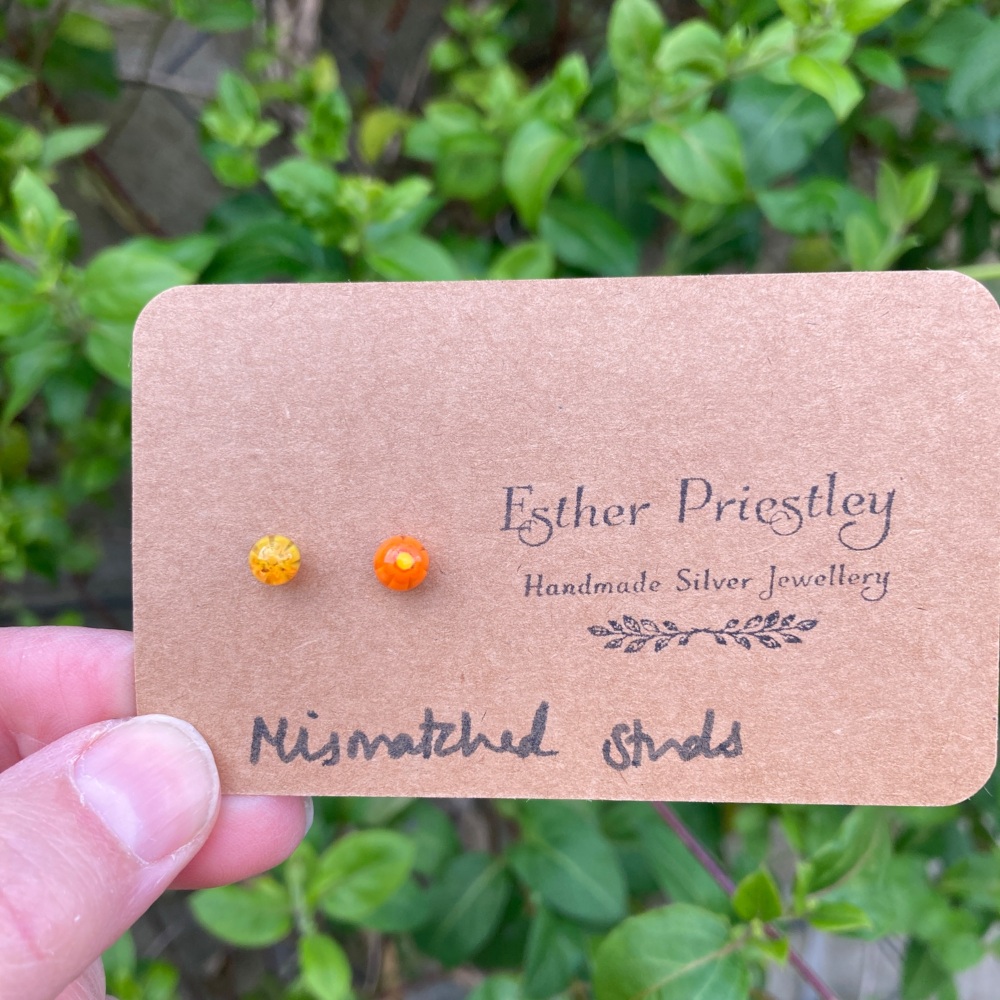 Esther Priestley
Handmade Silver Jewellery
Mismatched Studs